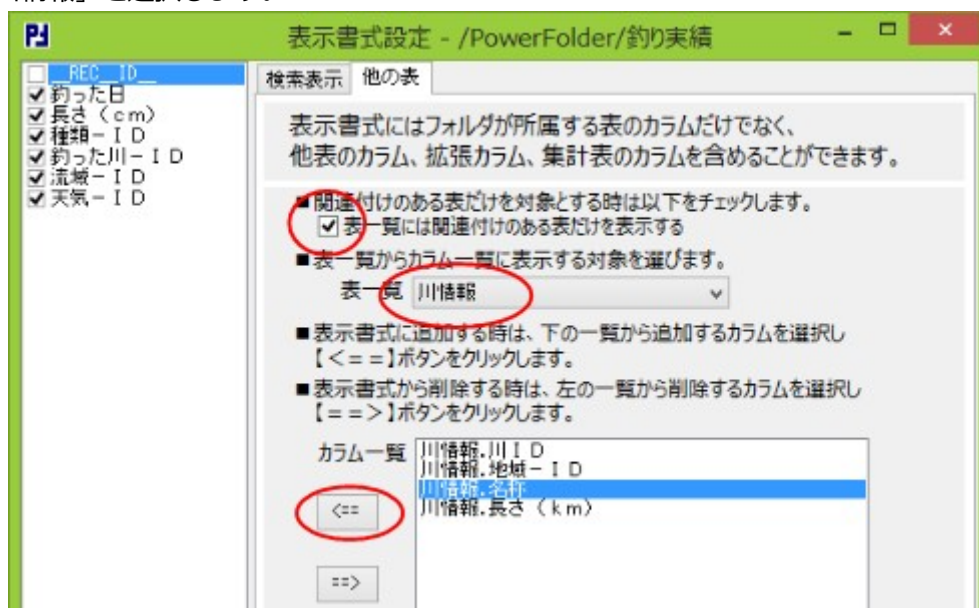 情報」を選択します。
表示書式設定 - /PowerFolder/釣り実績
__REC_ID__
釣った日
長さ（cm）
種類－ＩＤ
釣った川－ＩＤ
流域－ＩＤ
天気－ＩＤ
検索表示 他の表
表示書式にはフォルダが所属する表のカラムだけでなく、
他表のカラム、拡張カラム、集計表のカラムを含めることができます。
■関連付けのある表だけを対象とする時は以下をチェックします。
表一覧には関連付けのある表だけを表示する
■表一覧からカラム一覧に表示する対象を選びます。
表一覧 川情報
■表示書式に追加する時は、下の一覧から追加するカラムを選択し
【<==】ボタンをクリックします。
■表示書式から削除する時は、左の一覧から削除するカラムを選択し
【==>】ボタンをクリックします。
カラム一覧
川情報.川ＩＤ
川情報.地域－ＩＤ
川情報.名称
川情報.長さ（ｋｍ）
<==
==>